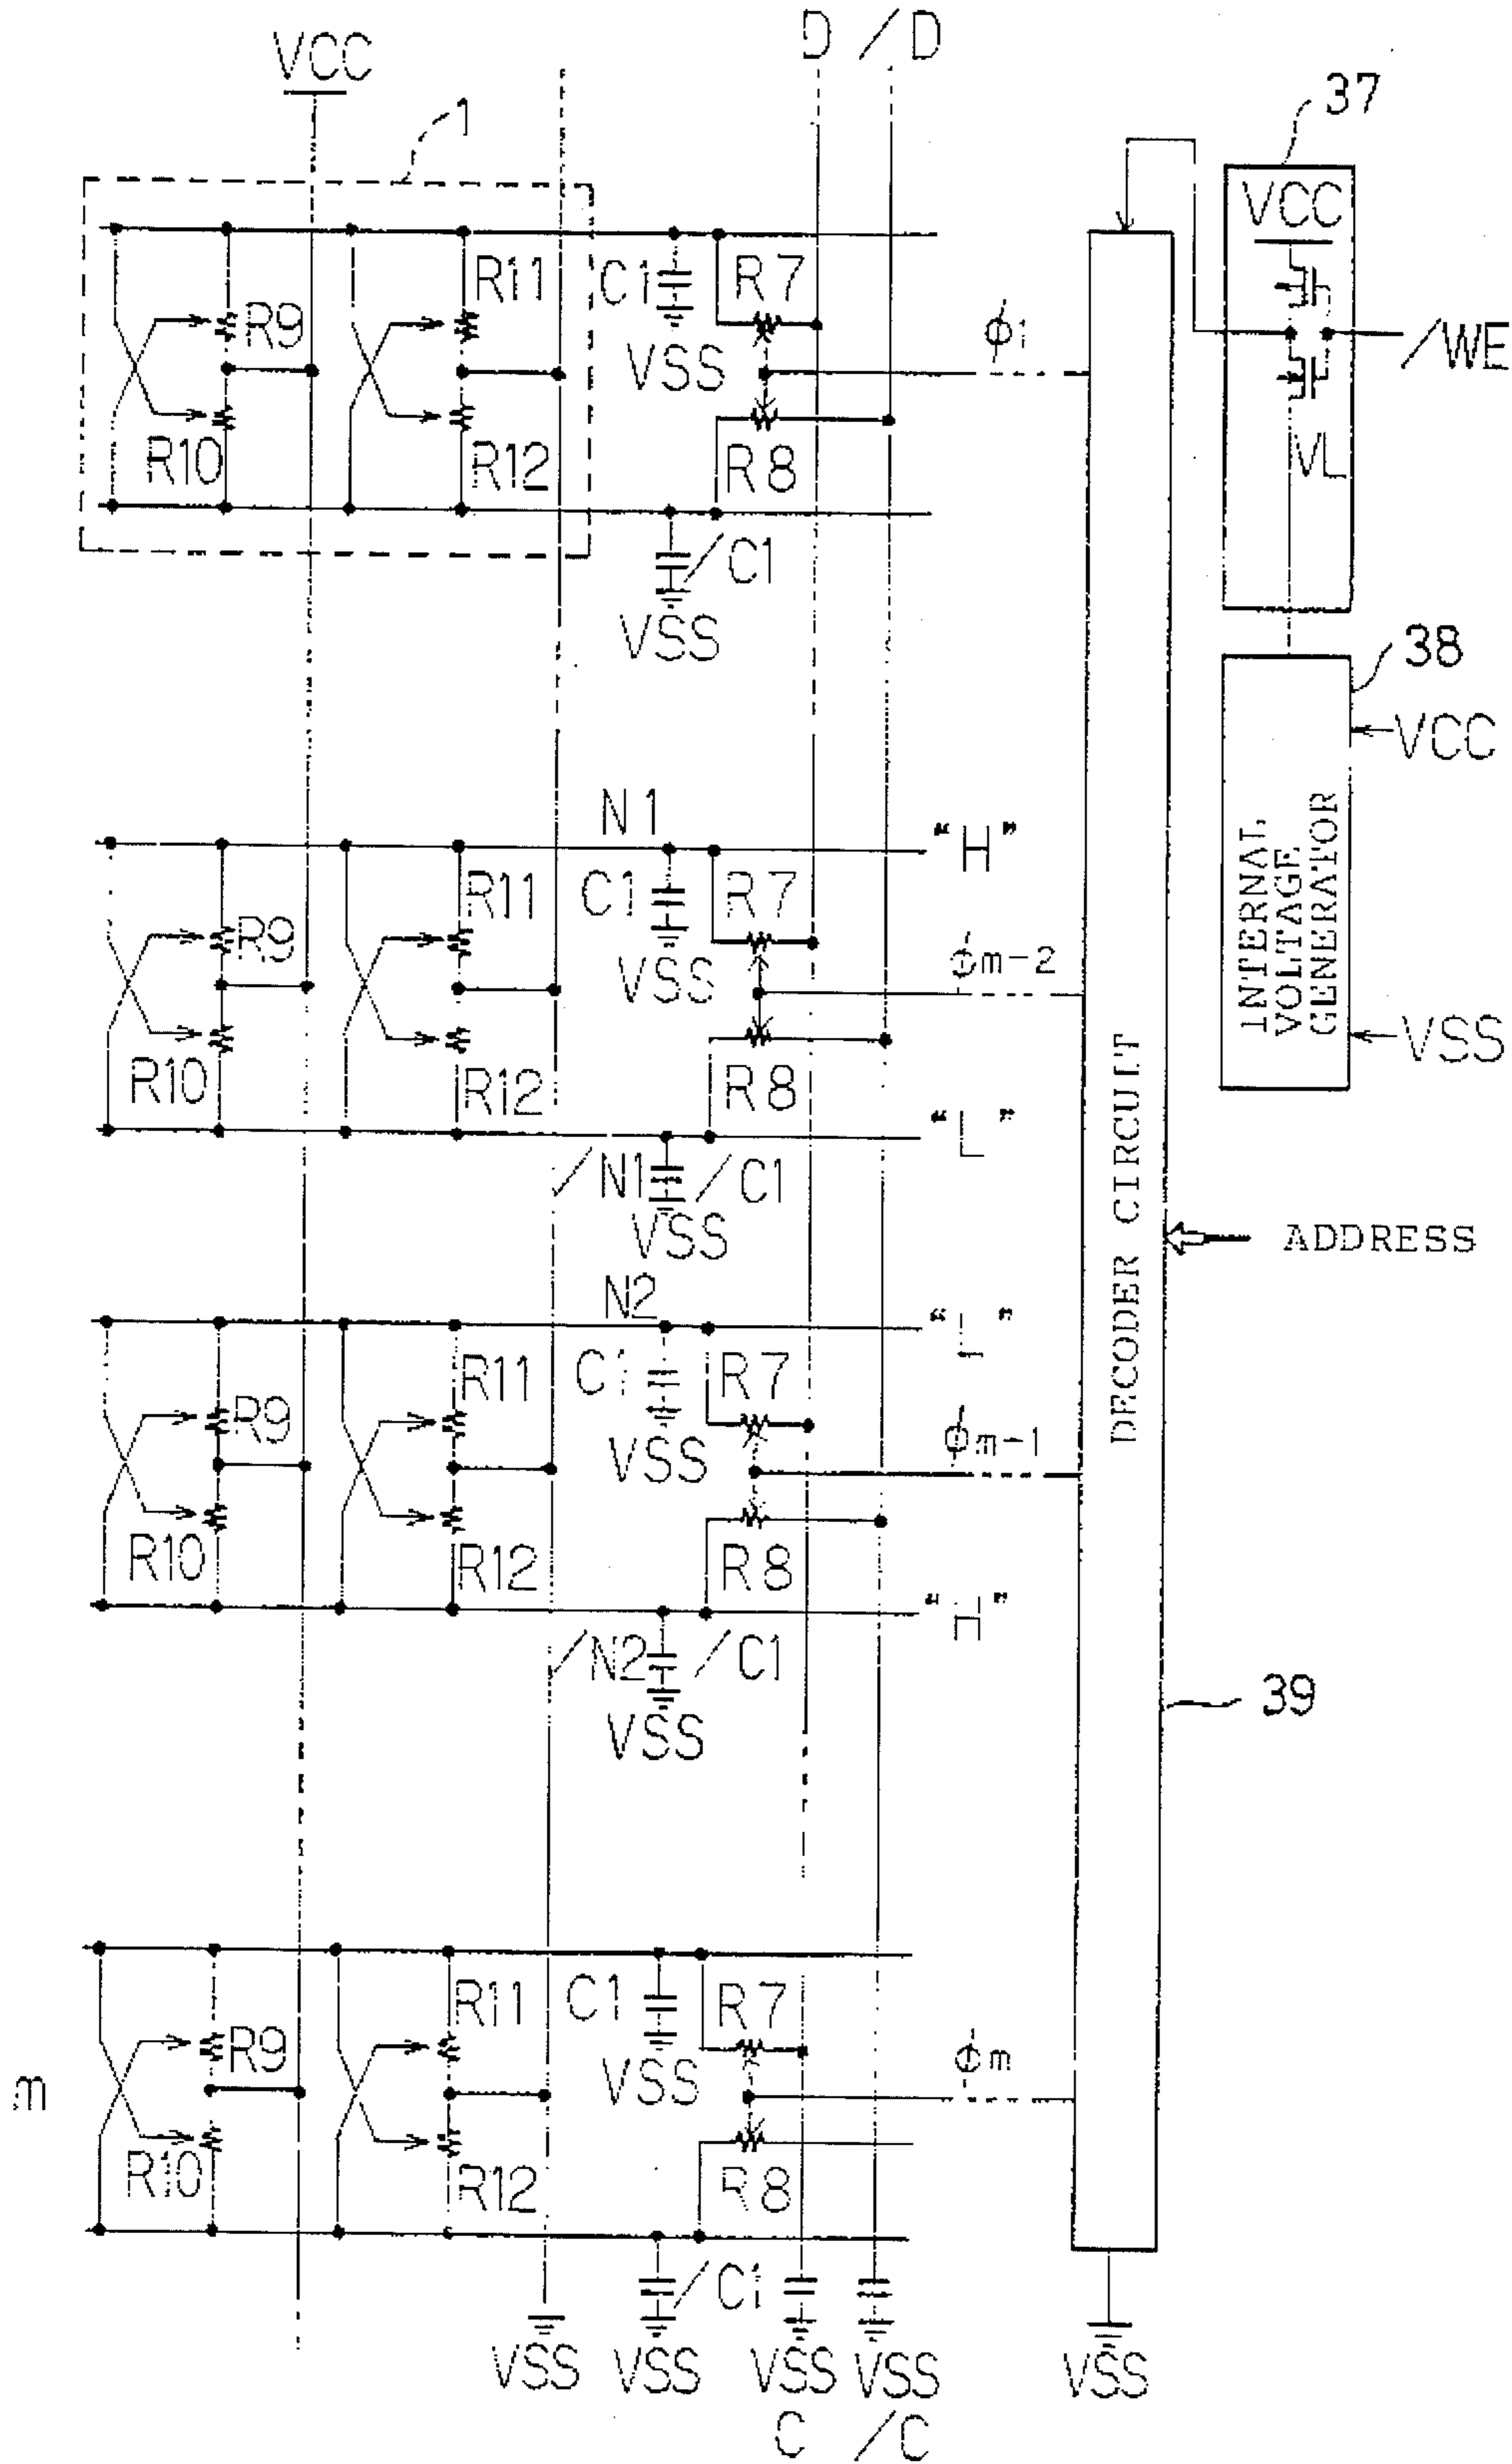 D /D
VCC
37
1
VCC
R11
C1
R7
R9
VSS
φ1
/WE
R10
R12
R8
VL
/C1
VSS
38
VCC
N1
"H"
R11
C1
R7
R9
VSS
φm-2
INTERNAL
VOLTAGE
GENERATOR
VSS
R10
R12
R8
"L"
/N1
/C1
VSS
DECODER CIRCUIT
ADDRESS
N2
"L"
R11
C1
R7
R9
VSS
φm-1
R10
R12
R8
"H"
/N2
/C1
39
VSS
R11
C1
R7
R9
VSS
φm
m
R10
R12
R8
/C1
VSS
VSS
VSS
VSS
VSS
C
/C